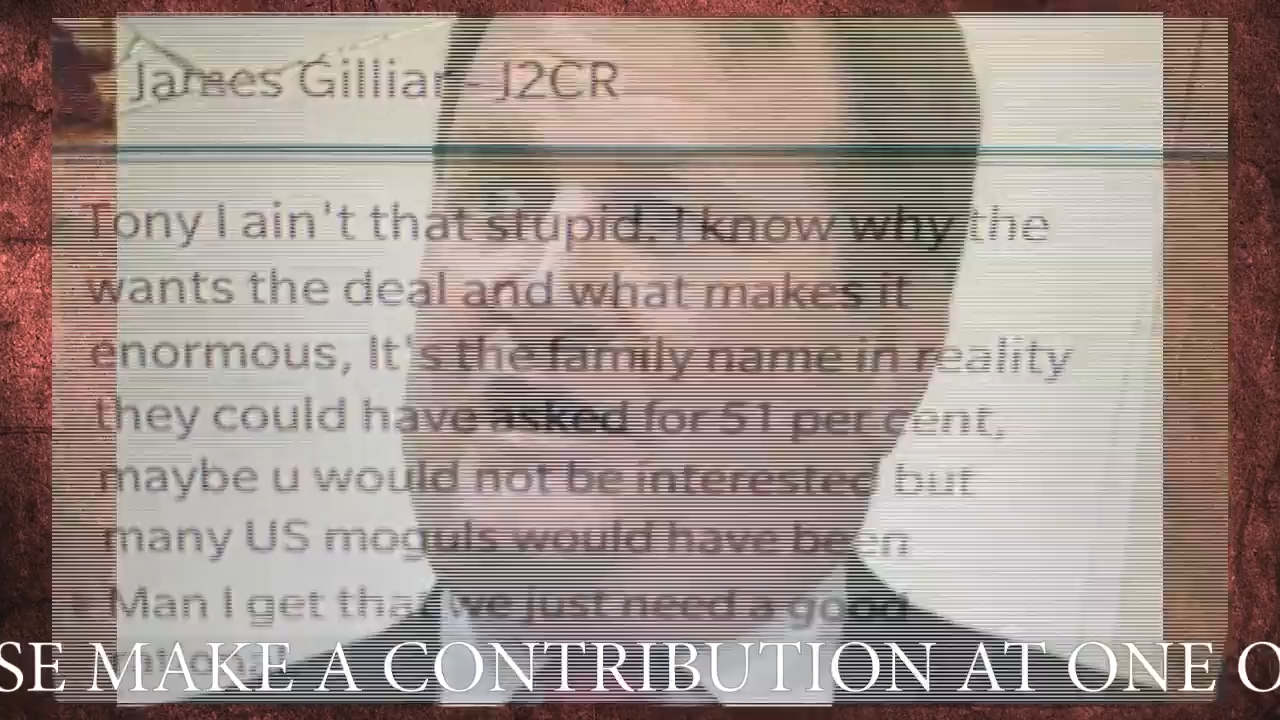 James Gilliar - J2CR
Tony I ain't that stupid. I know why the
wants the deal and what makes it
enormous, It's the family name in reality
they could have asked for 51 per cent,
maybe u would not be interested but
many US moguls would have been
Man I get that we just need a good
SE MAKE A CONTRIBUTION AT ONE O